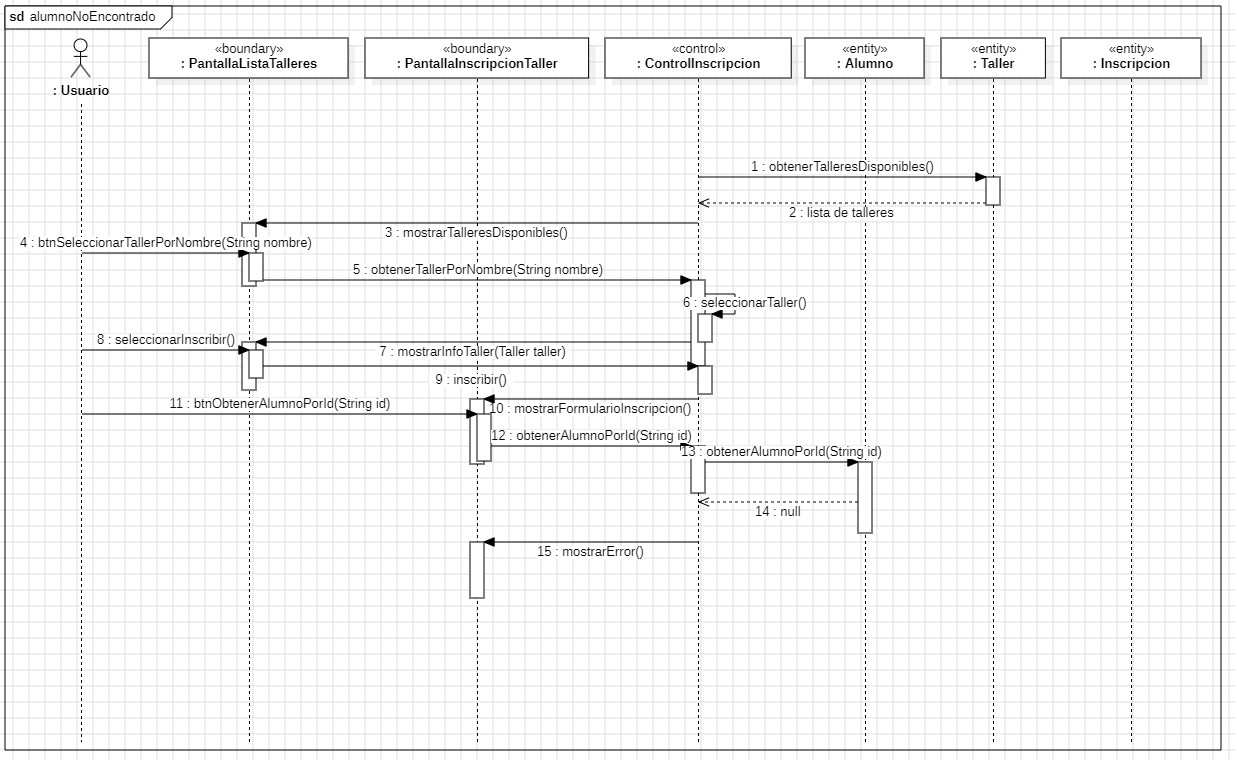 sd alumnoNoEncontrado
: Usuario
«boundary»
: PantallaListaTalleres
«boundary»
: PantallaInscripcionTaller
«control»
: ControlInscripcion
«entity»
: Alumno
«entity»
: Taller
«entity»
: Inscripcion
1 : obtenerTalleresDisponibles()
2 : lista de talleres
3 : mostrarTalleresDisponibles()
4 : btnSeleccionarTallerPorNombre(String nombre)
5 : obtenerTallerPorNombre(String nombre)
6 : seleccionarTaller()
8 : seleccionarInscribir()
7 : mostrarInfoTaller(Taller taller)
9 : inscribir()
11 : btnObtenerAlumnoPorId(String id)
10 : mostrarFormularioInscripcion()
12 : obtenerAlumnoPorId(String id)
13 : obtenerAlumnoPorId(String id)
14 : null
15 : mostrarError()